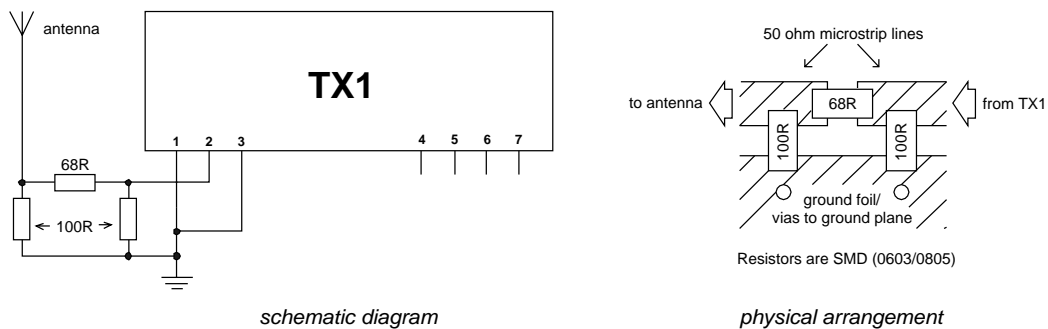 antenna
TX1
1 2 3 4 5 6 7
68R
100R
schematic diagram
50 ohm microstrip lines
to antenna
68R
from TX1
100R
100R
ground foil/
vias to ground plane
Resistors are SMD (0603/0805)
physical arrangement